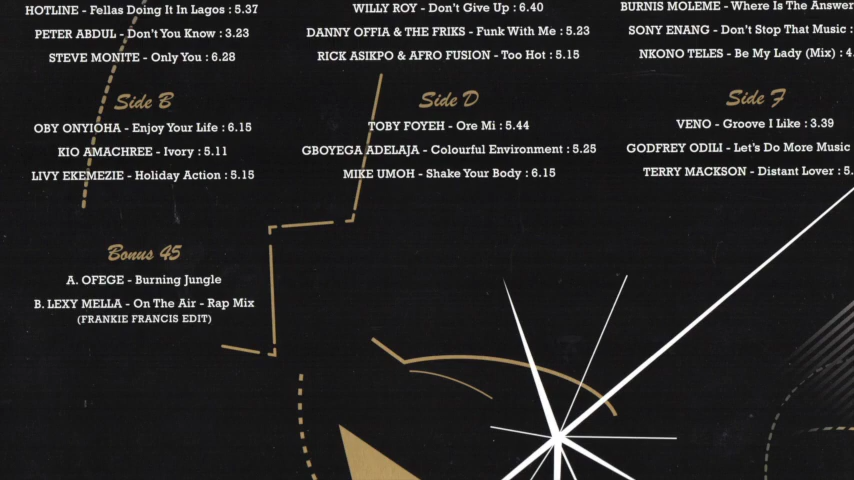 HOTLINE - Fellas Doing It In Lagos : 5.37
PETER ABDUL - Don't You Know : 3.23
STEVE MONITE - Only You : 6.28
Side B
OBY ONYIOHA - Enjoy Your Life : 6.15
KIO AMACHREE - Ivory : 5.11
LIVY EKEMEZIE - Holiday Action : 5.15
Bonus 45
A. OFEGE - Burning Jungle
B. LEXY MELLA - On The Air - Rap Mix
(FRANKIE FRANCIS EDIT)
WILLY ROY - Don't Give Up : 6.40
DANNY OFFIA & THE FRIKS - Funk With Me : 5.23
RICK ASIKPO & AFRO FUSION - Too Hot : 5.15
Side D
TOBY FOYEH - Ore Mi : 5.44
GBOYEGA ADELAJA - Colourful Environment : 5.25
MIKE UMOH - Shake Your Body : 6.15
BURNIS MOLEME - Where Is The Answer
SONY ENANG - Don't Stop That Music :
NKONO TELES - Be My Lady (Mix) : 4.
Side F
VENO - Groove I Like : 3.39
GODFREY ODILI - Let's Do More Music
TERRY MACKSON - Distant Lover : 5.